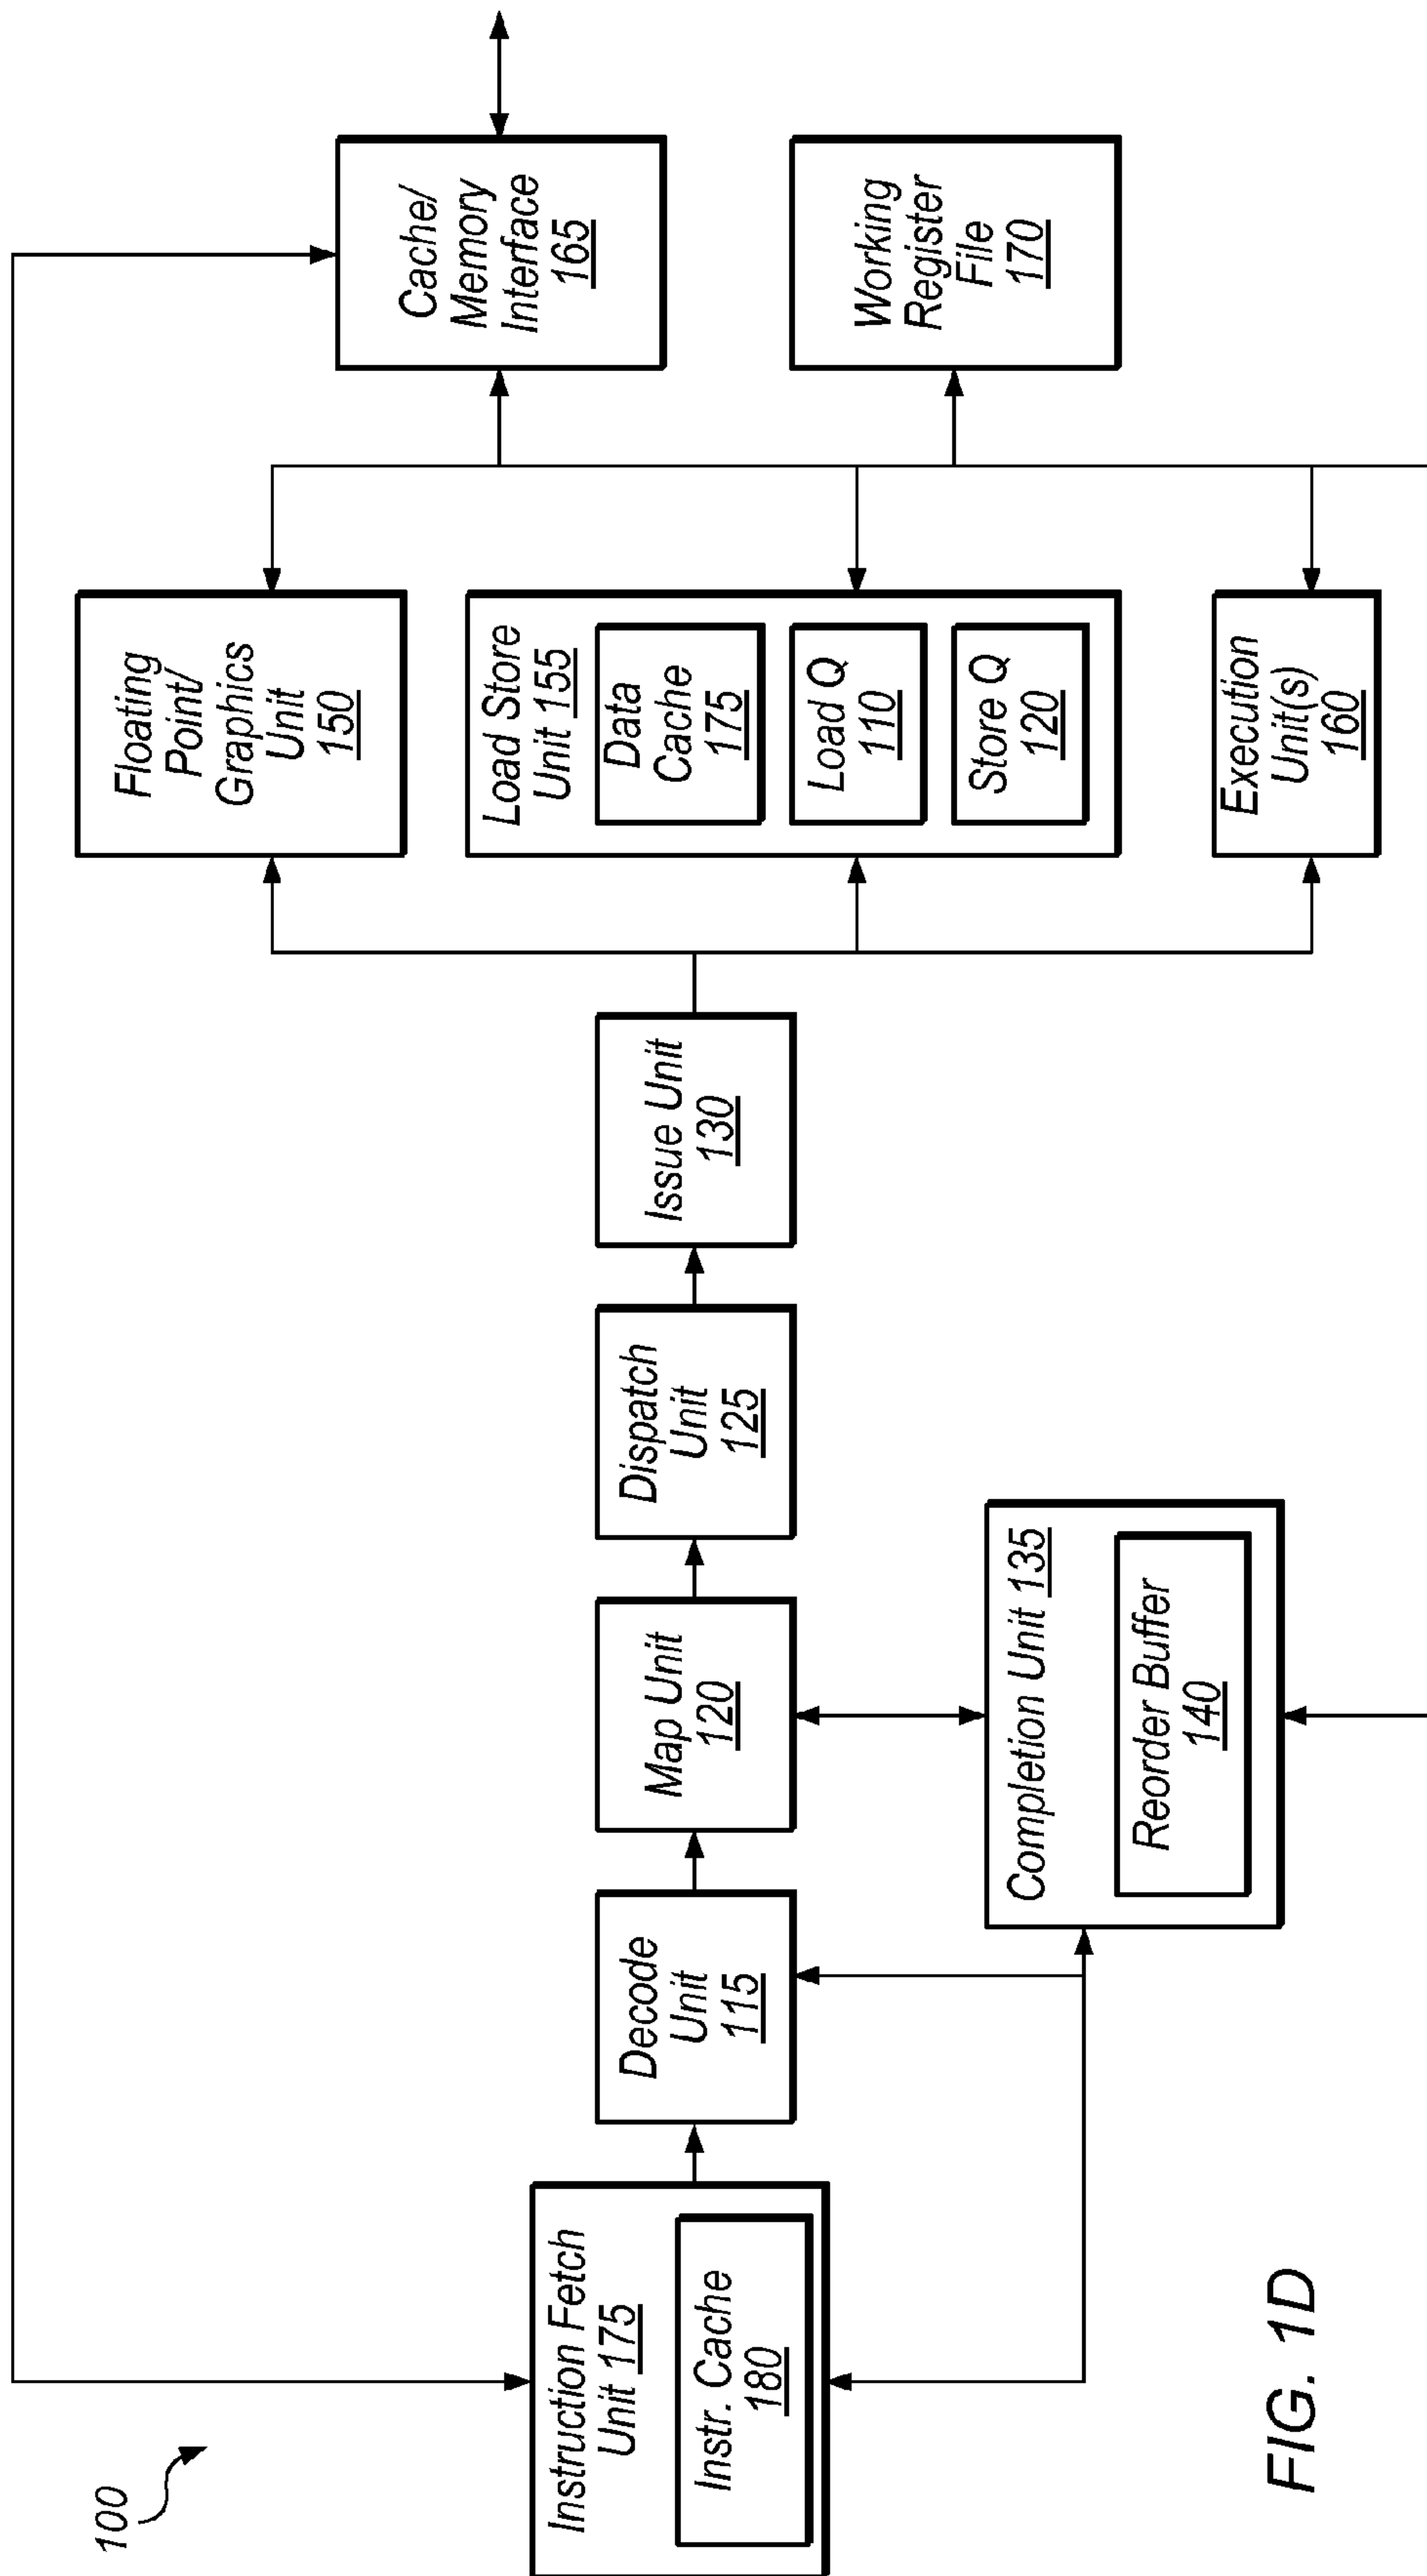 100
Instruction Fetch
Unit 175
Instr. Cache
180
Decode
Unit
115
Map Unit
120
Dispatch
Unit
125
Issue Unit
130
Completion Unit 135
Reorder Buffer
140
Floating
Point/
Graphics
Unit
150
Load Store
Unit 155
Data
Cache
175
Load Q
110
Store Q
120
Execution
Unit(s)
160
Cache/
Memory
Interface
165
Working
Register
File
170
FIG. 1D